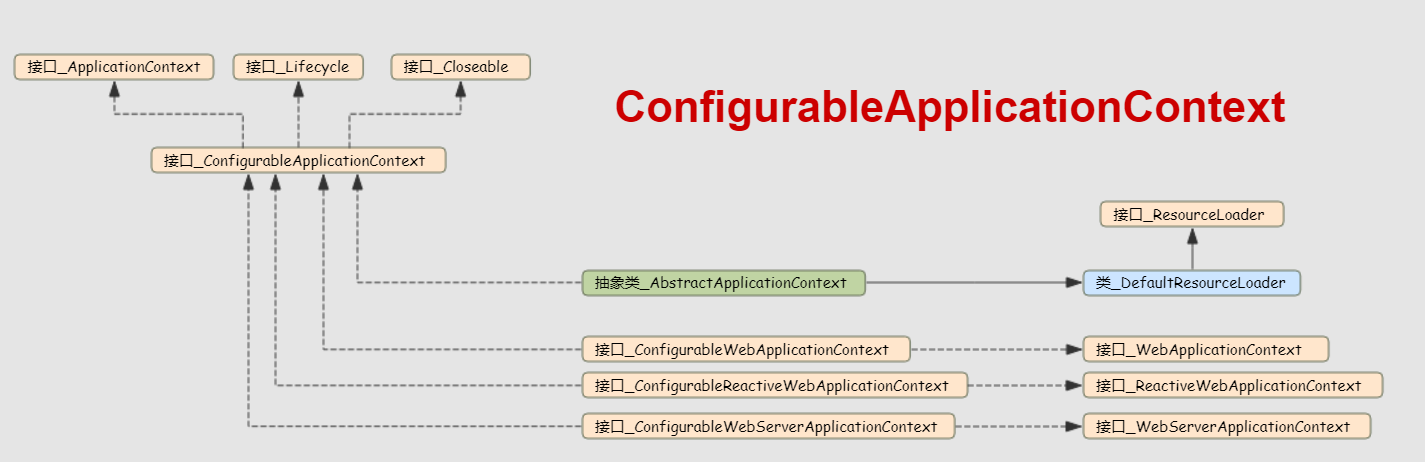 接口_ApplicationContext
接口_Lifecycle
接口_Closeable
ConfigurableApplicationContext
接口_ConfigurableApplicationContext
接口_ResourceLoader
抽象类_AbstractApplicationContext
类_DefaultResourceLoader
接口_ConfigurableWebApplicationContext
接口_WebApplicationContext
接口_ConfigurableReactiveWebApplicationContext
接口_ReactiveWebApplicationContext
接口_ConfigurableWebServerApplicationContext
接口_WebServerApplicationContext